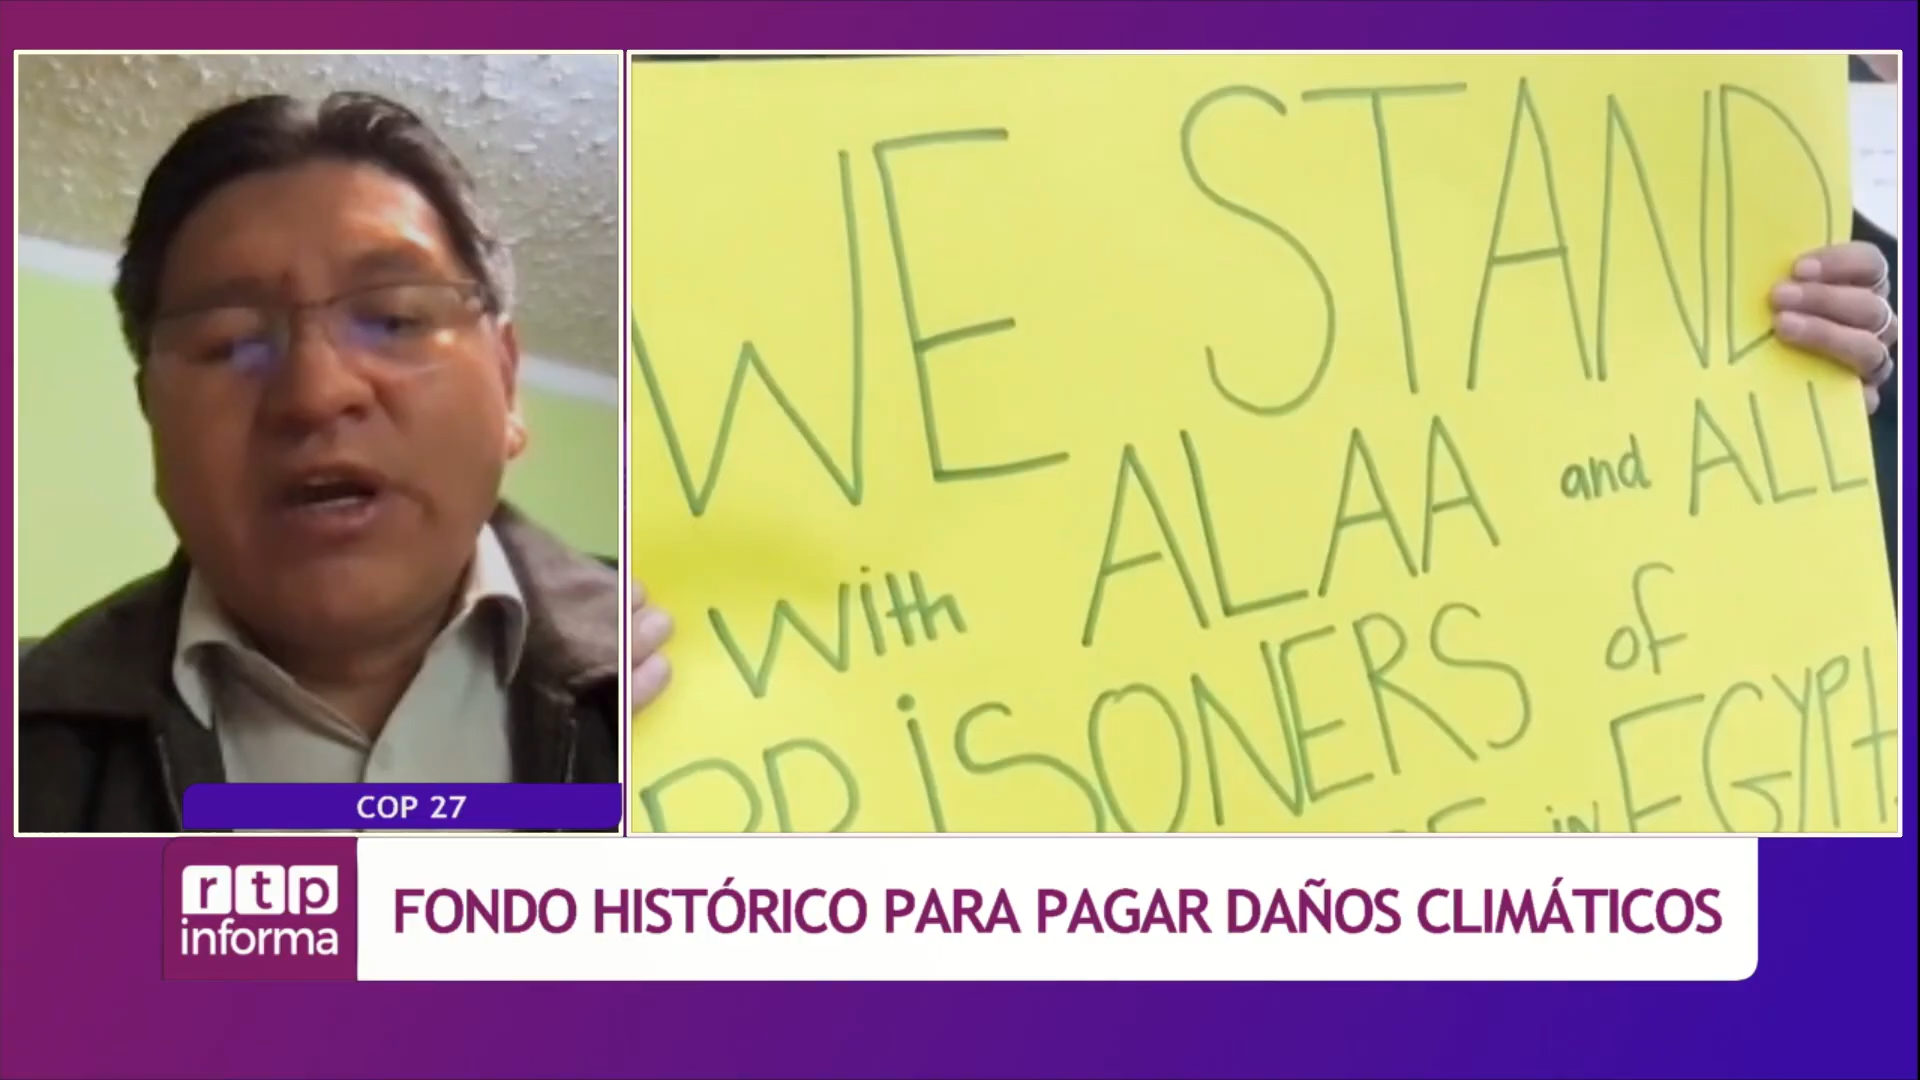 WE STAND
with ALAA and ALL
PRISONERS of
in EGYPT
COP 27
rtp
informa
FONDO HISTÓRICO PARA PAGAR DAÑOS CLIMÁTICOS